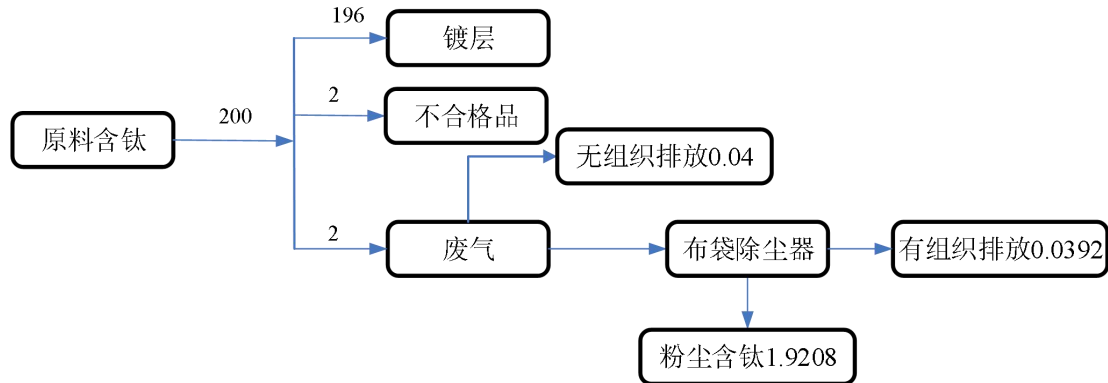 196
镀层
2
不合格品
200
原料含钛
无组织排放0.04
2
废气
布袋除尘器
有组织排放0.0392
粉尘含钛1.9208